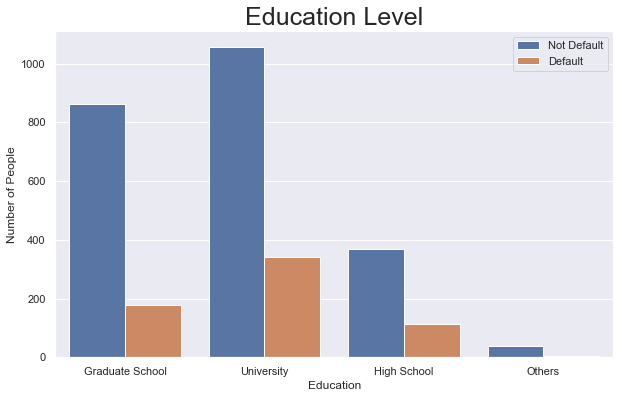 Education Level
Not Default
Default
Number of People
1000
800
600
400
200
0
Graduate School
University
High School
Others
Education